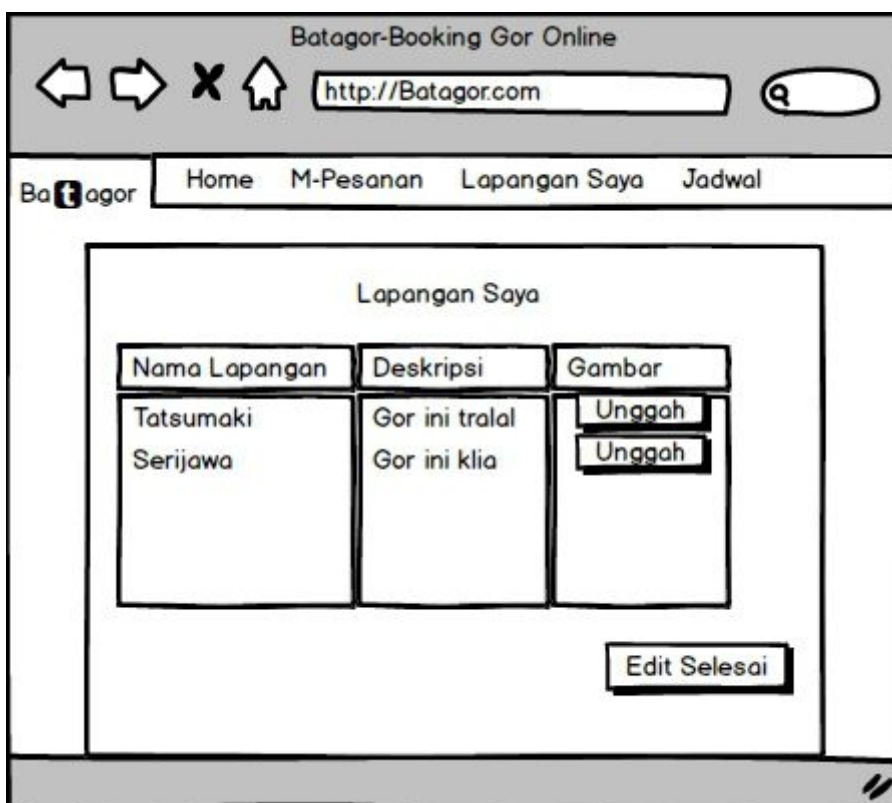 Batagor-Booking Gor Online
http://Batagor.com
Batagor
Home M-Pesanan Lapangan Saya Jadwal
Lapangan Saya
Nama Lapangan Deskripsi Gambar
Tatsumaki Gor ini tralal Unggah
Serijawa Gor ini klia Unggah
Edit Selesai